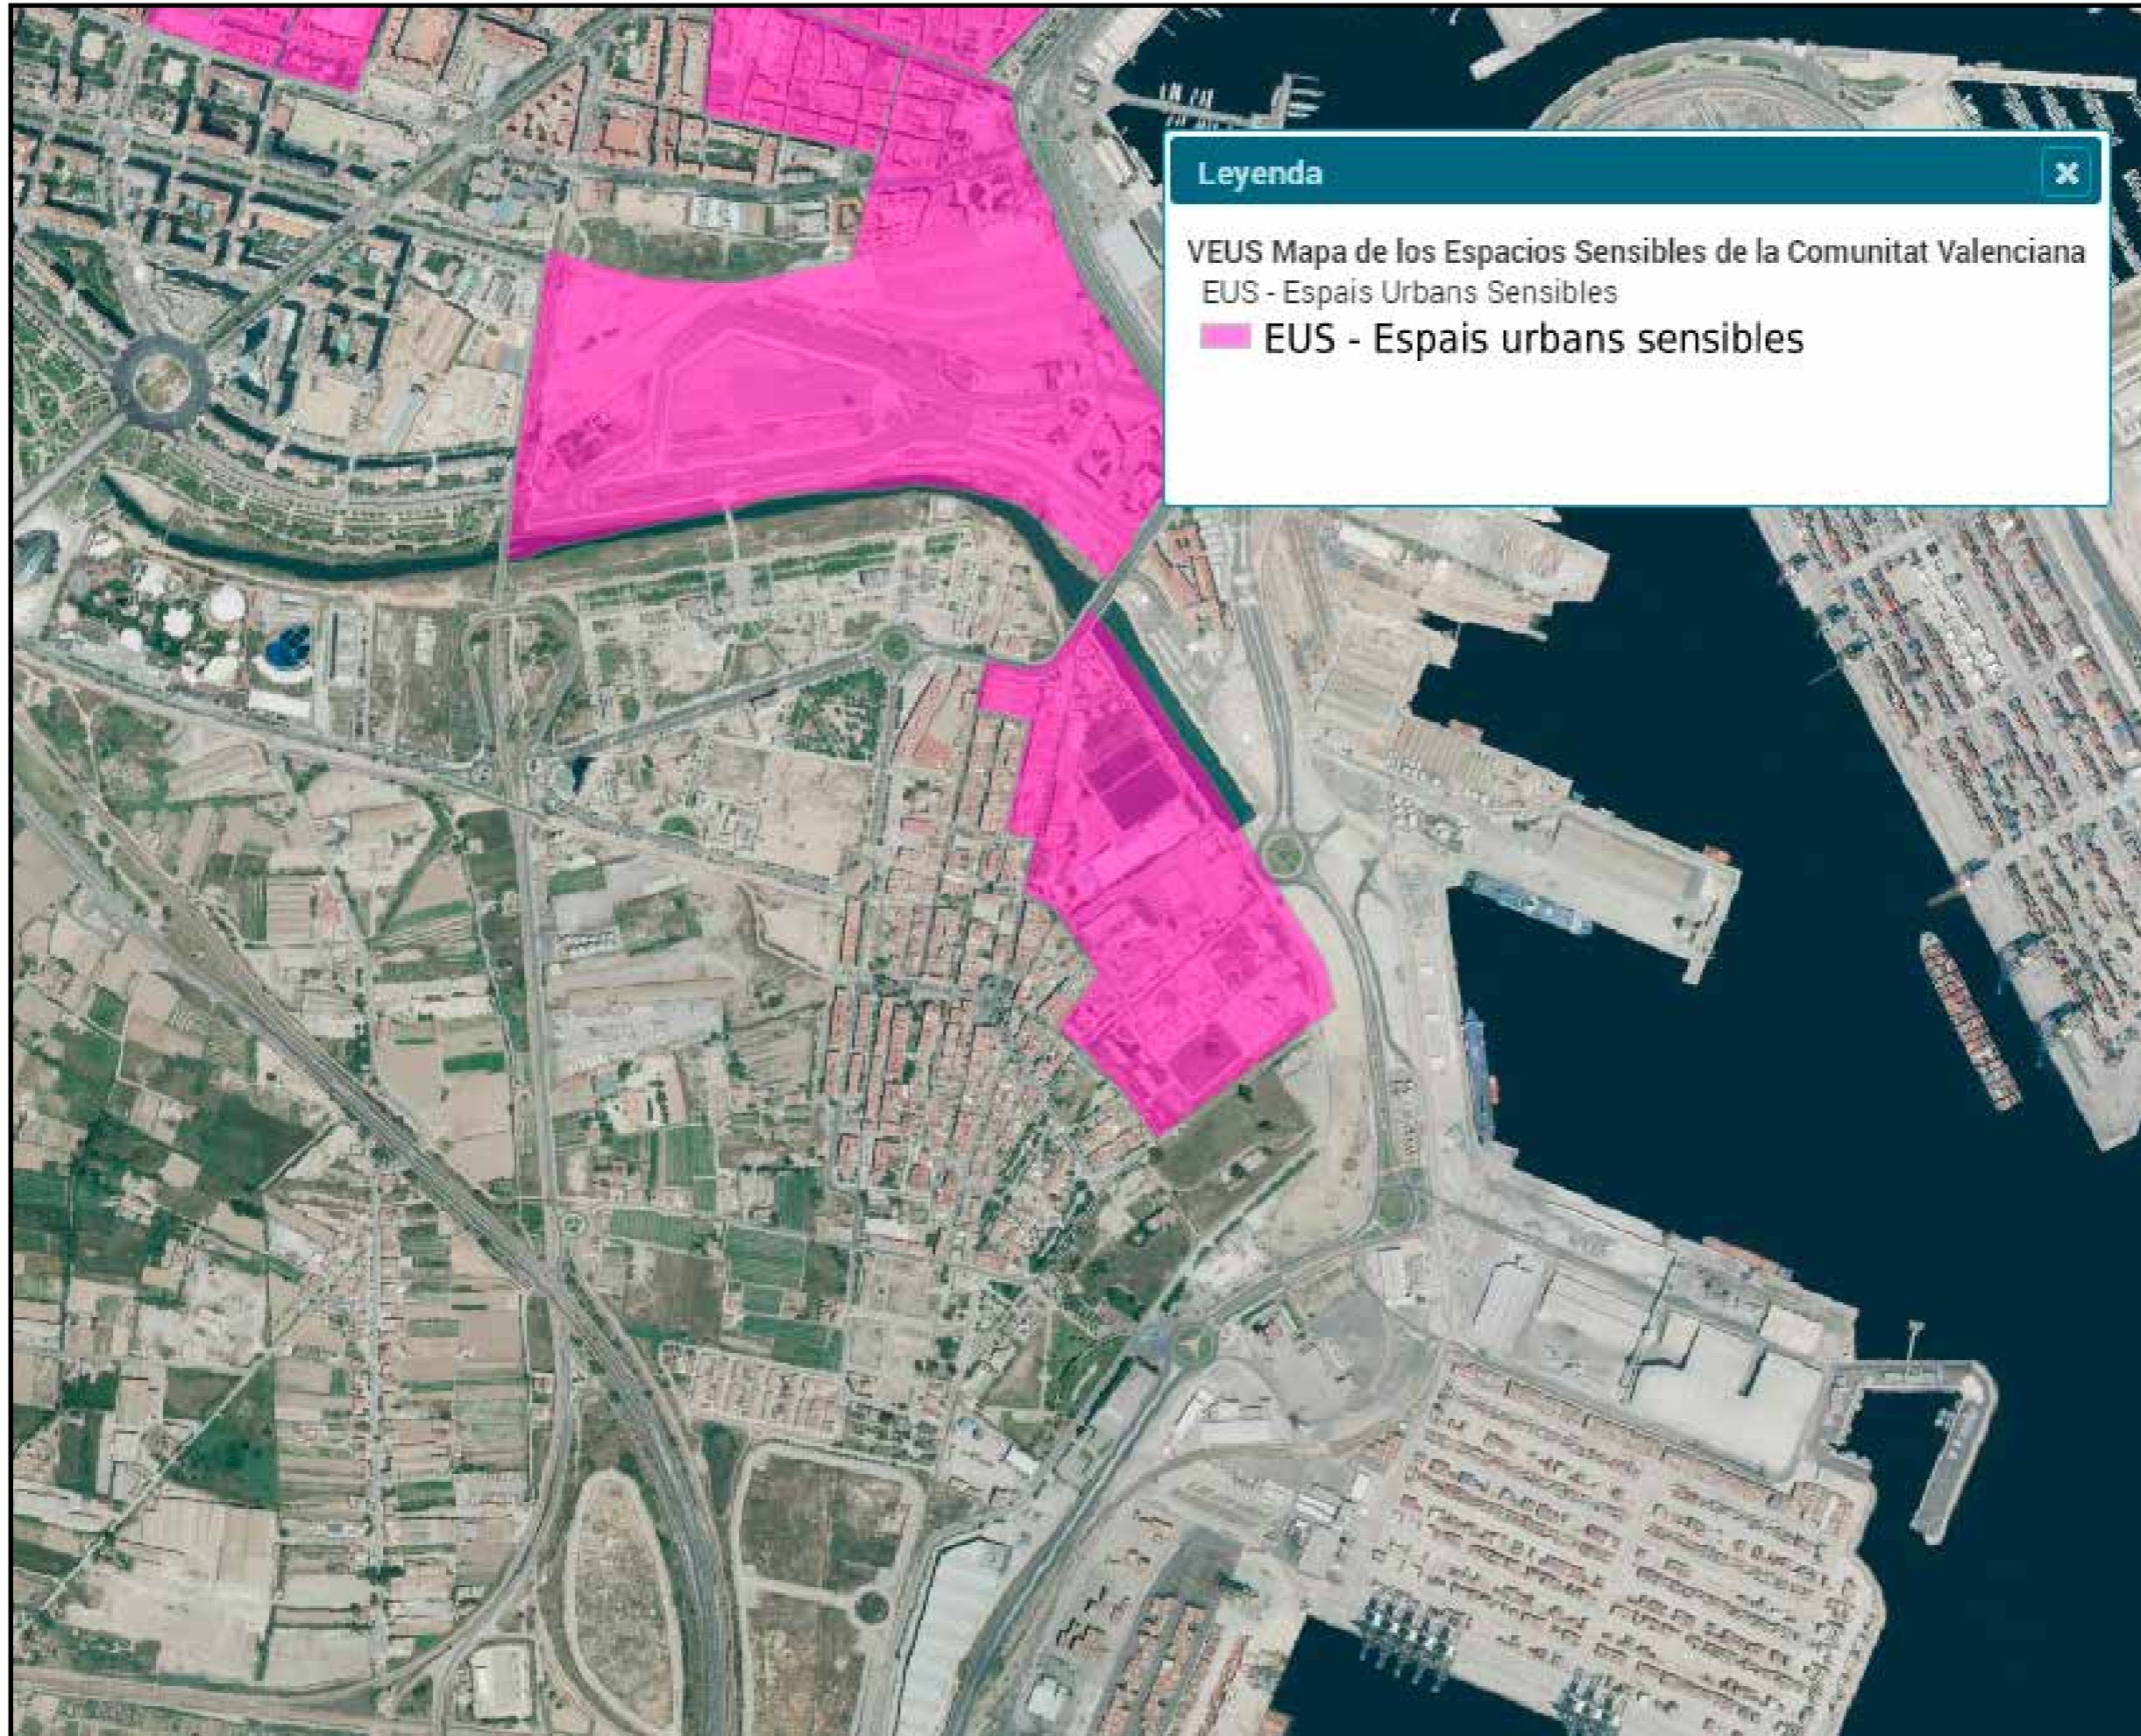 Leyenda
VEUS Mapa de los Espacios Sensibles de la Comunitat Valenciana
EUS - Espais Urbans Sensibles
EUS - Espais urbans sensibles